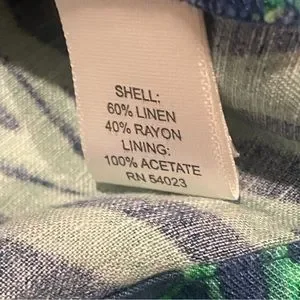 SHELL:
60% LINEN
40% RAYON
LINING:
100% ACETATE
RN 54023